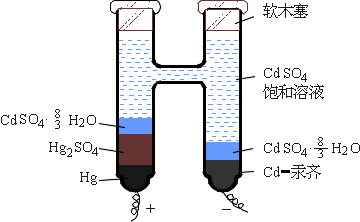 软木塞
CdSO₄
饱和溶液
CdSO₄· 8/3 H₂O
Hg₂SO₄
Hg
CdSO₄· 8/3 H₂O
Cd-汞齐
+
−